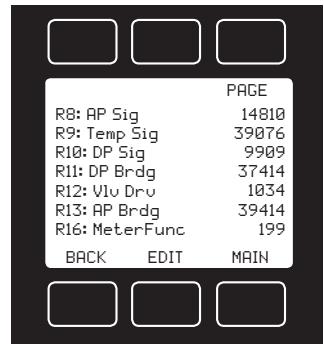 PAGE
R8: AP Sig 14810
R9: Temp Sig 39076
R10: DP Sig 9909
R11: DP Brdg 37414
R12: Vlv Drv 1034
R13: AP Brdg 39414
R16: MeterFunc 199
BACK EDIT MAIN